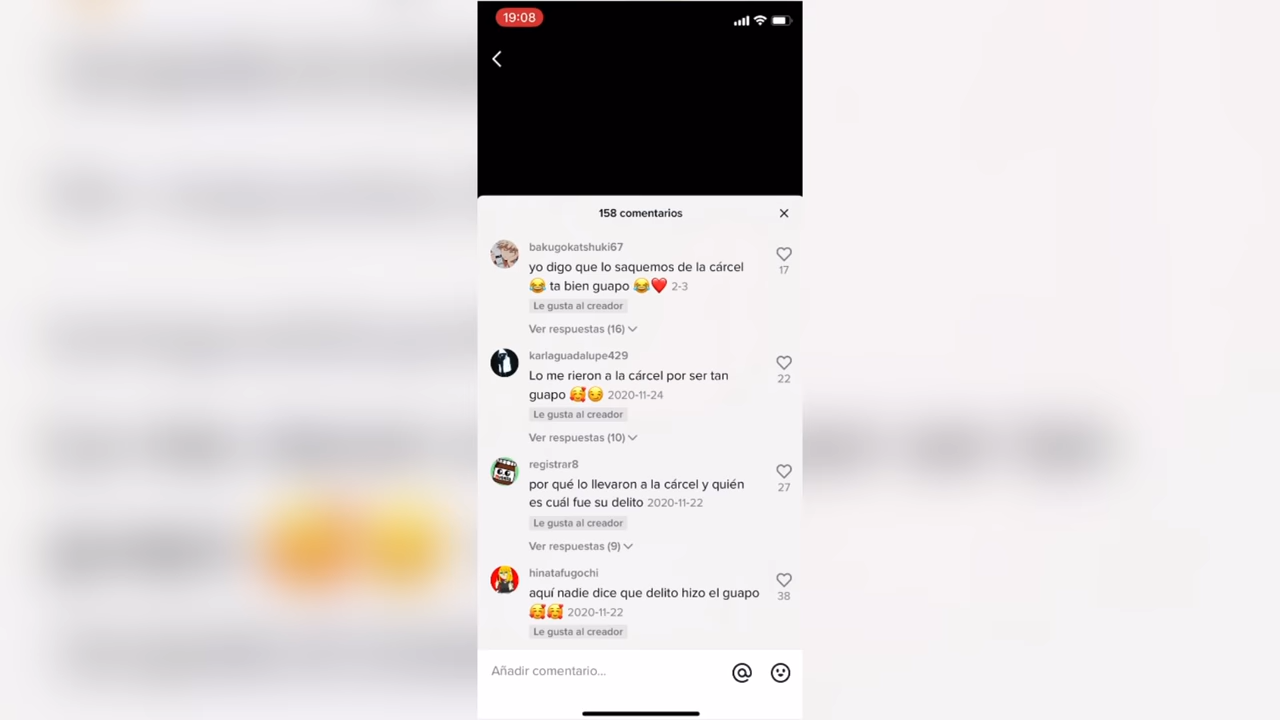 19:08
158 comentarios
bakugokatshuki67
yo digo que lo saquemos de la cárcel
😂 ta bien guapo 😂❤️ 2-3
17
Le gusta al creador
Ver respuestas (16)
karlaguadalupe429
Lo me rieron a la cárcel por ser tan
guapo 🥰😏 2020-11-24
22
Le gusta al creador
Ver respuestas (10)
registrar8
por qué lo llevaron a la cárcel y quién
es cuál fue su delito 2020-11-22
27
Le gusta al creador
Ver respuestas (9)
hinatafugochi
aquí nadie dice que delito hizo el guapo
🥰🥰 2020-11-22
38
Le gusta al creador
Añadir comentario...